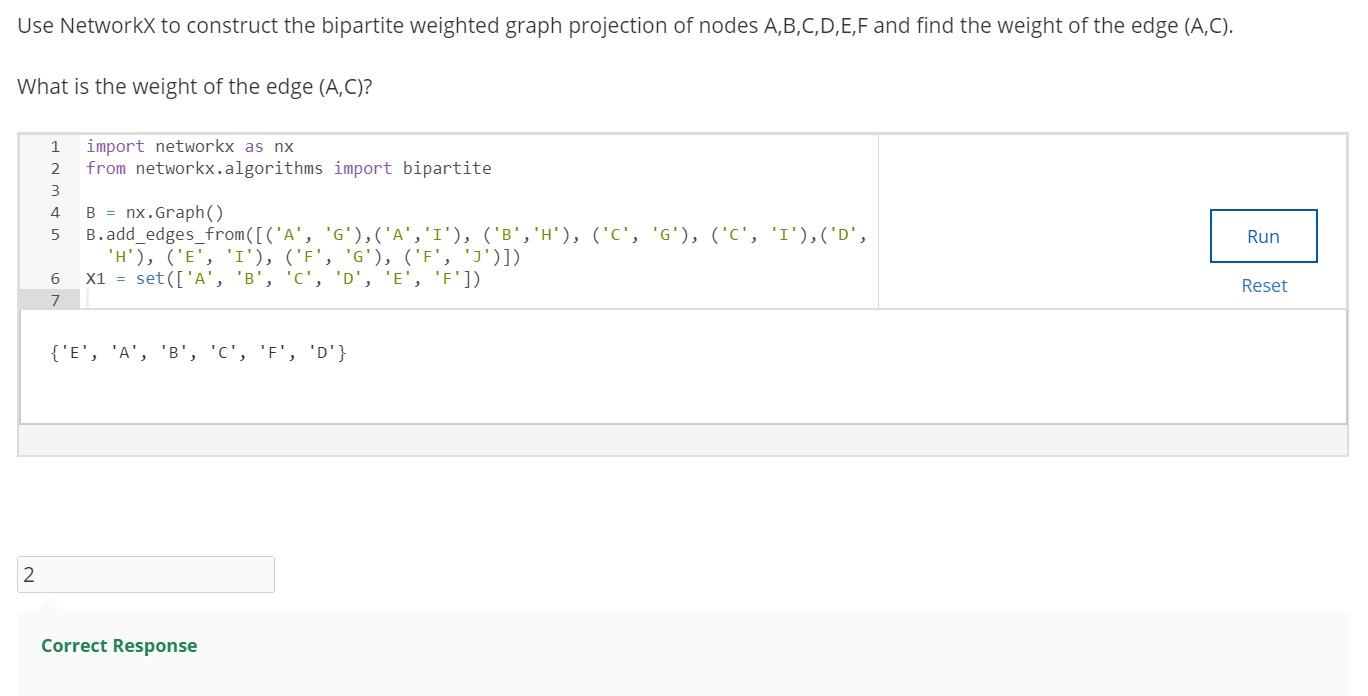 Use NetworkX to construct the bipartite weighted graph projection of nodes A,B,C,D,E,F and find the weight of the edge (A,C).
What is the weight of the edge (A,C)?
1 import networkx as nx
2 from networkx.algorithms import bipartite
3
4 B = nx.Graph()
5 B.add_edges_from([('A', 'G'),('A','I'), ('B','H'), ('C', 'G'), ('C', 'I'),('D',
'H'), ('E', 'I'), ('F', 'G'), ('F', 'J')])
6 X1 = set(['A', 'B', 'C', 'D', 'E', 'F'])
7
Run
Reset
{'E', 'A', 'B', 'C', 'F', 'D'}
2
Correct Response